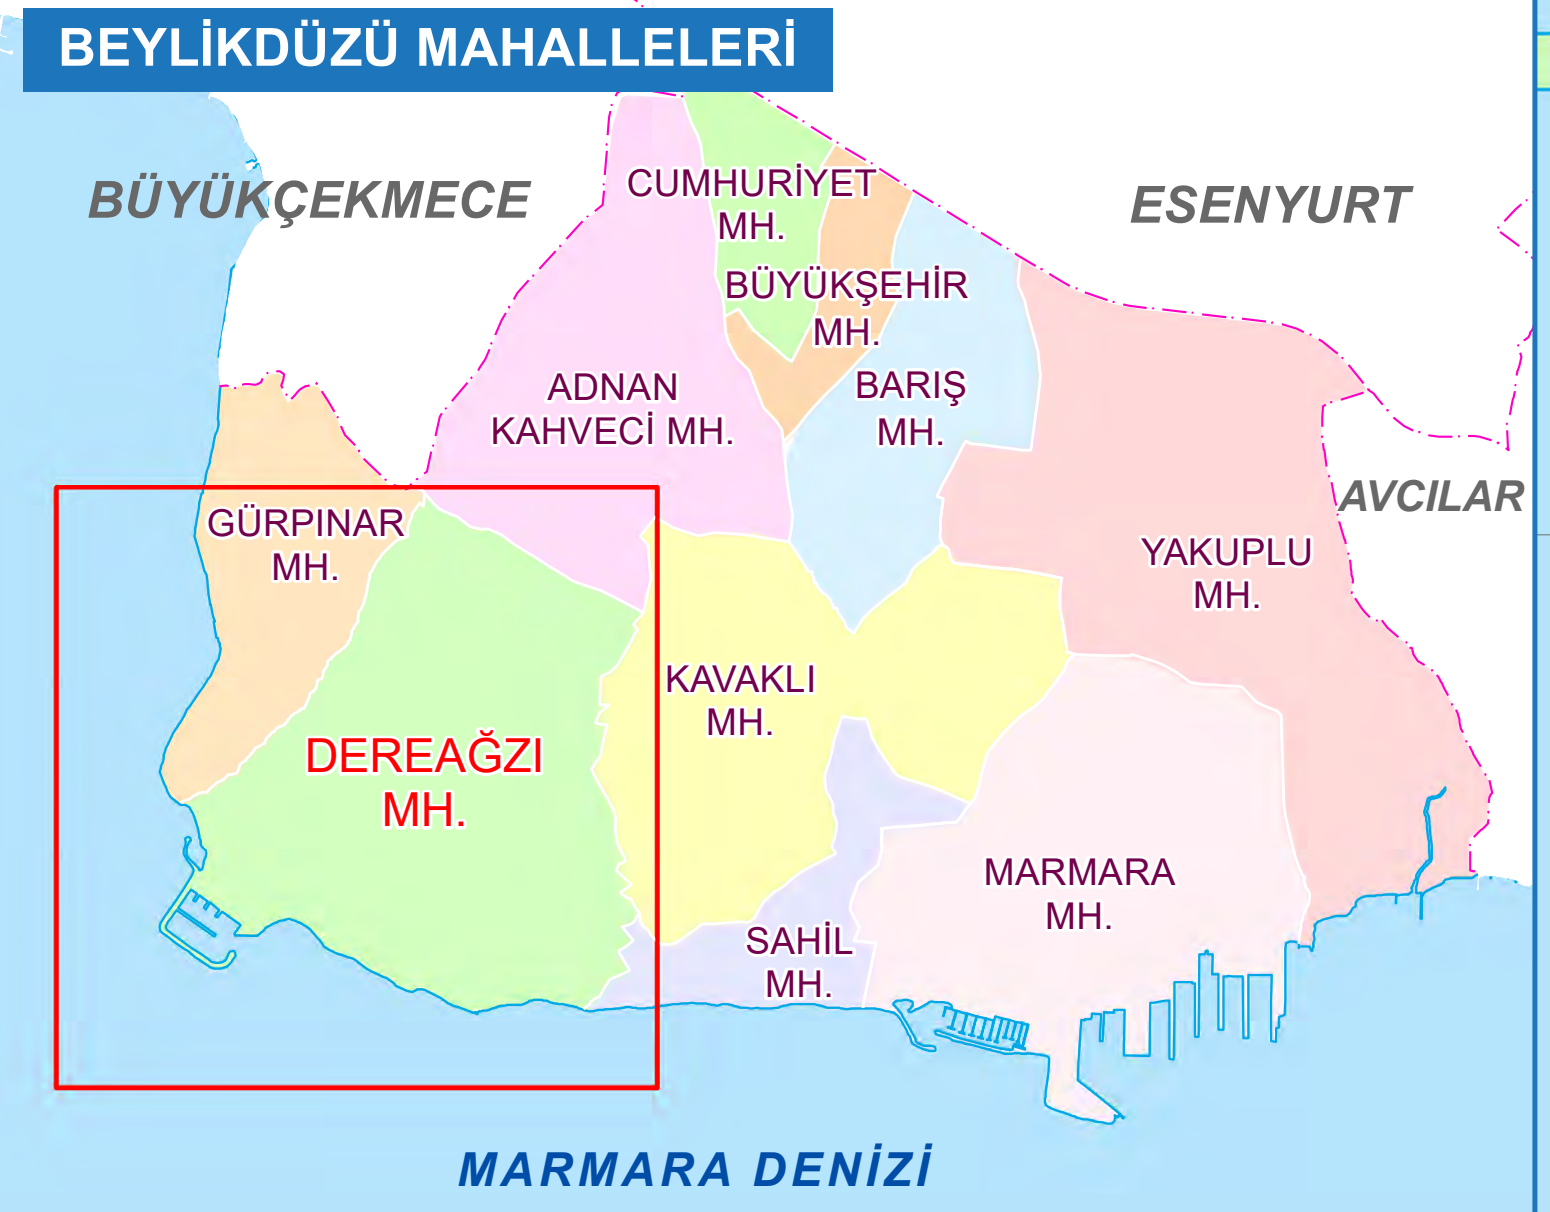 BEYLİKDÜZÜ MAHALLELERİ
BÜYÜKÇEKMECE
ESENYURT
CUMHURİYET
MH.
BÜYÜKŞEHİR
MH.
ADNAN
KAHVECİ MH.
BARIŞ
MH.
AVCILAR
GÜRPINAR
MH.
YAKUPLU
MH.
KAVAKLI
MH.
DEREAĞZI
MH.
MARMARA
MH.
SAHİL
MH.
MARMARA DENİZİ